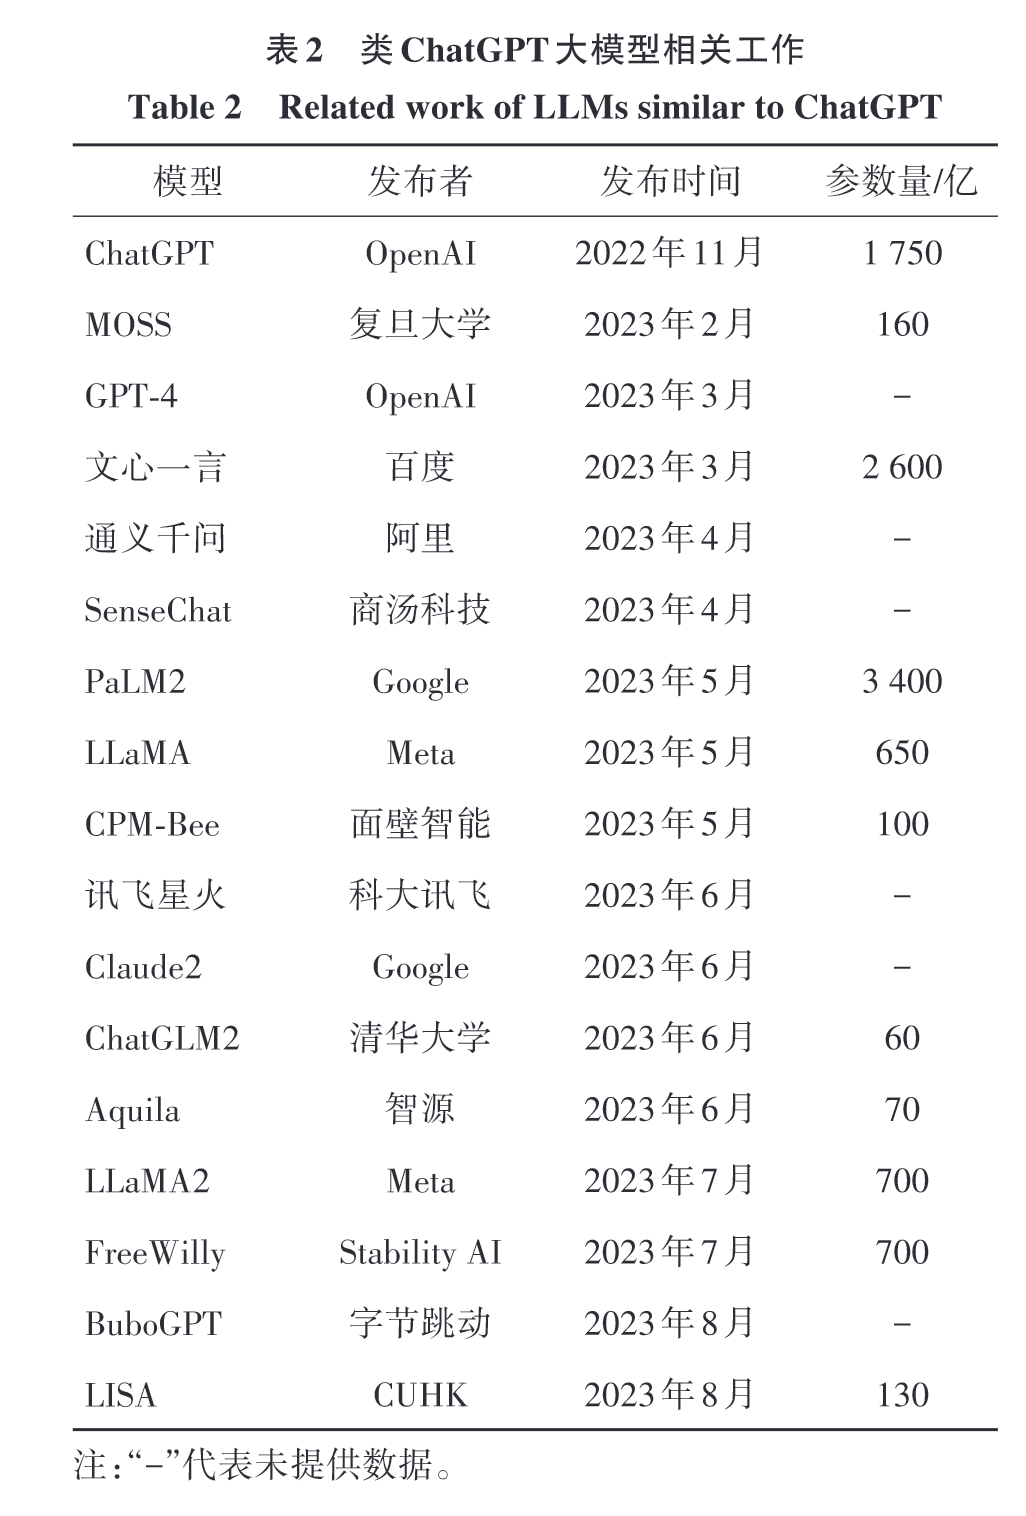 表2 类ChatGPT大模型相关工作
Table 2 Related work of LLMs similar to ChatGPT
模型 发布者 发布时间 参数量/亿
ChatGPT OpenAI 2022年11月 1 750
MOSS 复旦大学 2023年2月 160
GPT-4 OpenAI 2023年3月 –
文心一言 百度 2023年3月 2 600
通义千问 阿里 2023年4月 –
SenseChat 商汤科技 2023年4月 –
PaLM2 Google 2023年5月 3 400
LLaMA Meta 2023年5月 650
CPM-Bee 面壁智能 2023年5月 100
讯飞星火 科大讯飞 2023年6月 –
Claude2 Google 2023年6月 –
ChatGLM2 清华大学 2023年6月 60
Aquila 智源 2023年6月 70
LLaMA2 Meta 2023年7月 700
FreeWilly Stability AI 2023年7月 700
BuboGPT 字节跳动 2023年8月 –
LISA CUHK 2023年8月 130
注：“–”代表未提供数据。